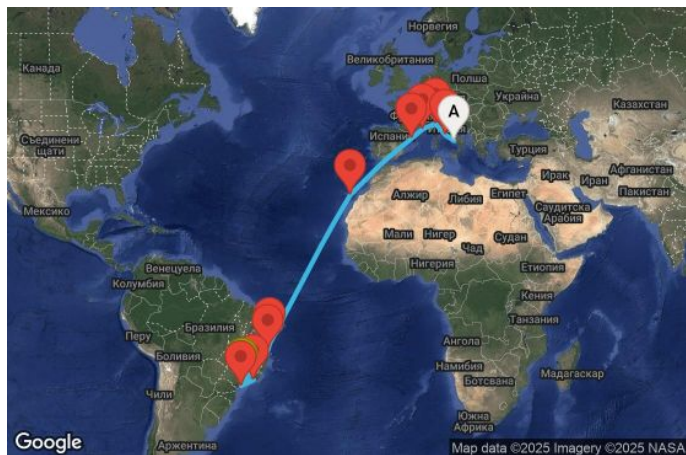 Норвегия
Канада
Великобритания
Полша
Украйна
Казахстан
Испани
A
Съединени
щати
Турция
Мексико
Алжир
Либия
Египет
Ирак
Иран
Афганистан
Пакистан
Саудитска
Арабия
Мали
Нигер
Чад
Судан
Нигерия
Етиопия
Венецуела
Колумбия
Кения
Танзания
Перу
Бразилия
Боливия
Ангола
Намибия
Ботсвана
Мадагаскар
Чили
Южна
Африка
Аржентина
Google
Map data ©2025 Imagery ©2025 NASA